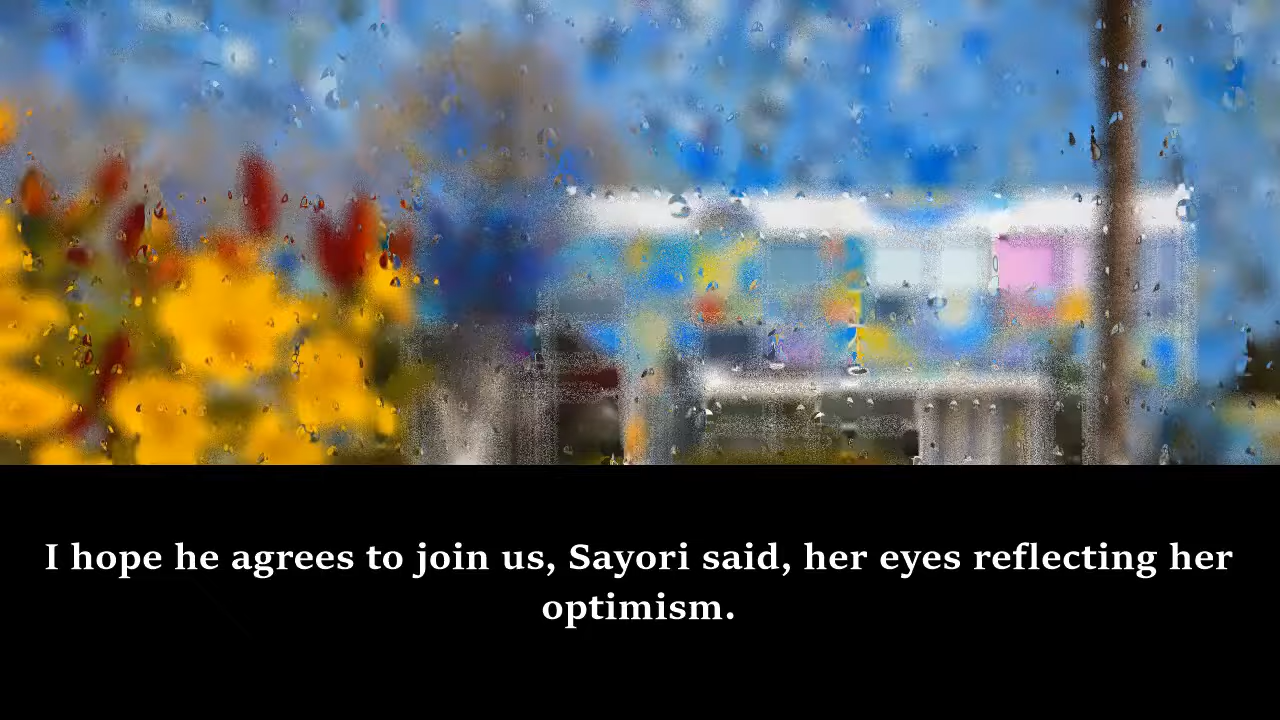 I hope he agrees to join us, Sayori said, her eyes reflecting her
optimism.